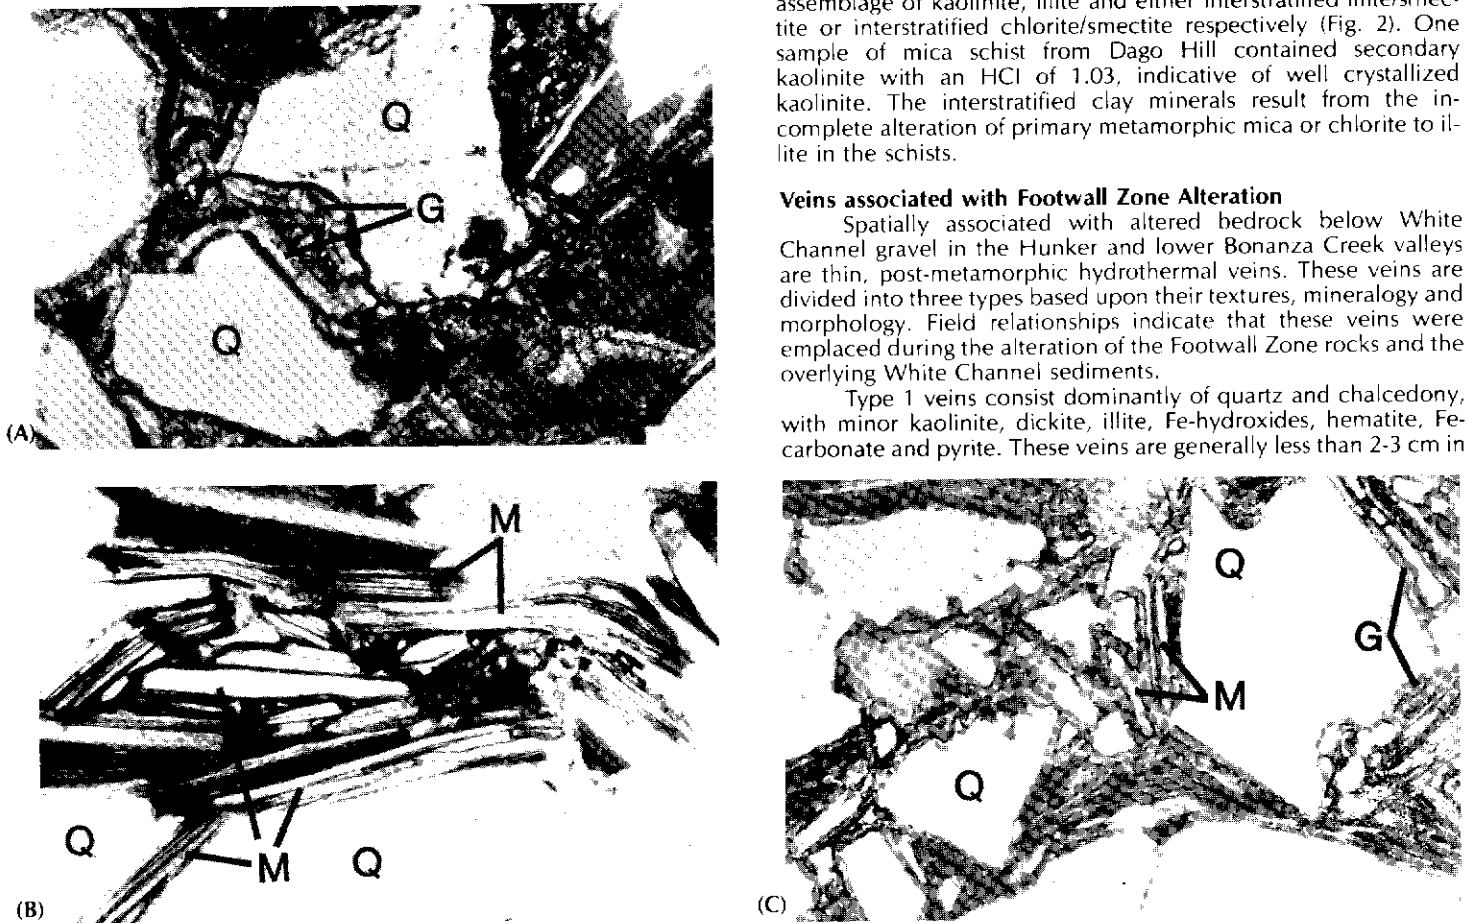 assemblage of kaolinite, illite and either interstratified illite/smec-
tite or interstratified chlorite/smectite respectively (Fig. 2). One
sample of mica schist from Dago Hill contained secondary
kaolinite with an HCI of 1.03, indicative of well crystallized
kaolinite. The interstratified clay minerals result from the in-
complete alteration of primary metamorphic mica or chlorite to il-
lite in the schists.
Veins associated with Footwall Zone Alteration
Spatially associated with altered bedrock below White
Channel gravel in the Hunker and lower Bonanza Creek valleys
are thin, post-metamorphic hydrothermal veins. These veins are
divided into three types based upon their textures, mineralogy and
morphology. Field relationships indicate that these veins were
emplaced during the alteration of the Footwall Zone rocks and the
overlying White Channel sediments.
Type 1 veins consist dominantly of quartz and chalcedony,
with minor kaolinite, dickite, illite, Fe-hydroxides, hematite, Fe-
carbonate and pyrite. These veins are generally less than 2-3 cm in
Q
G
Q
(A)
M
Q
M
Q
(B)
Q
G
M
Q
(C)